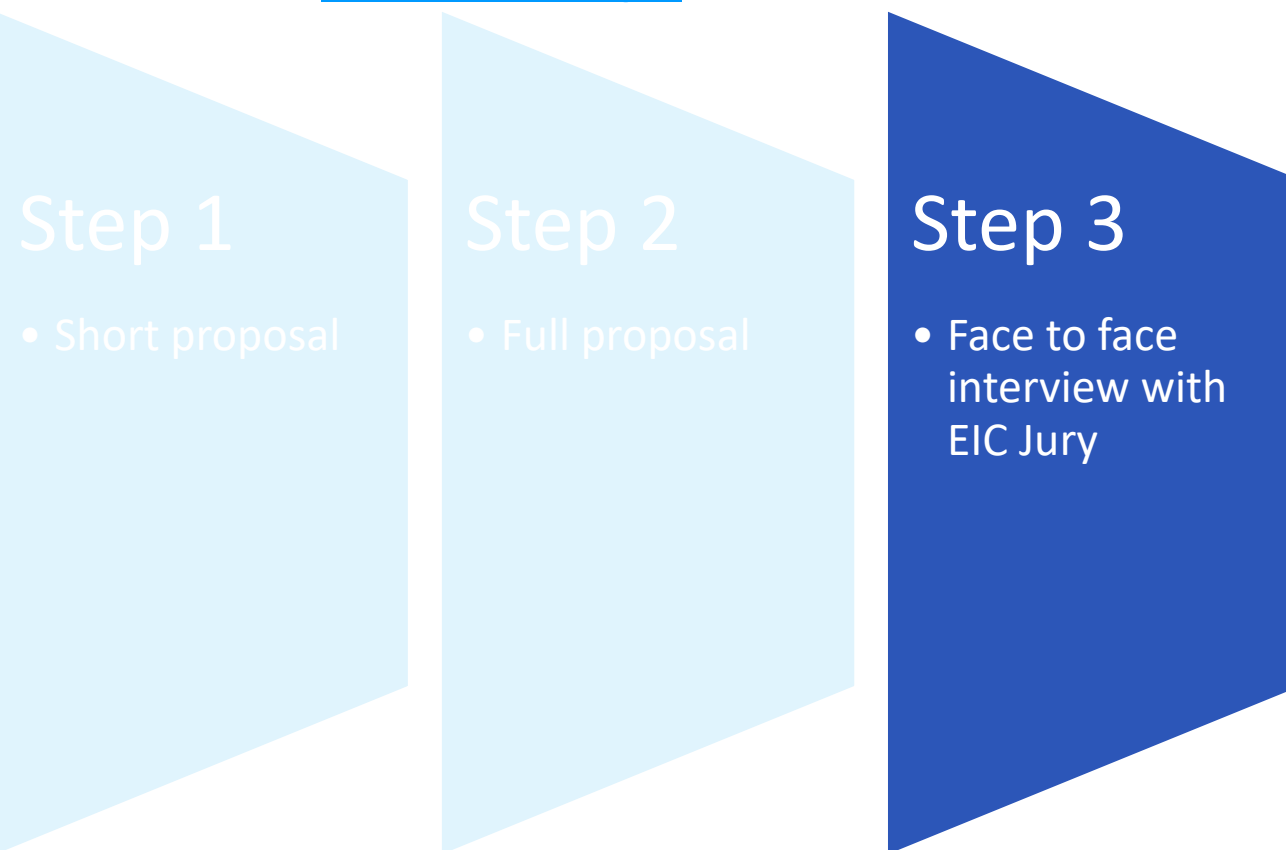 Step 1
• Short proposal
Step 2
• Full proposal
Step 3
• Face to face
interview with
EIC Jury